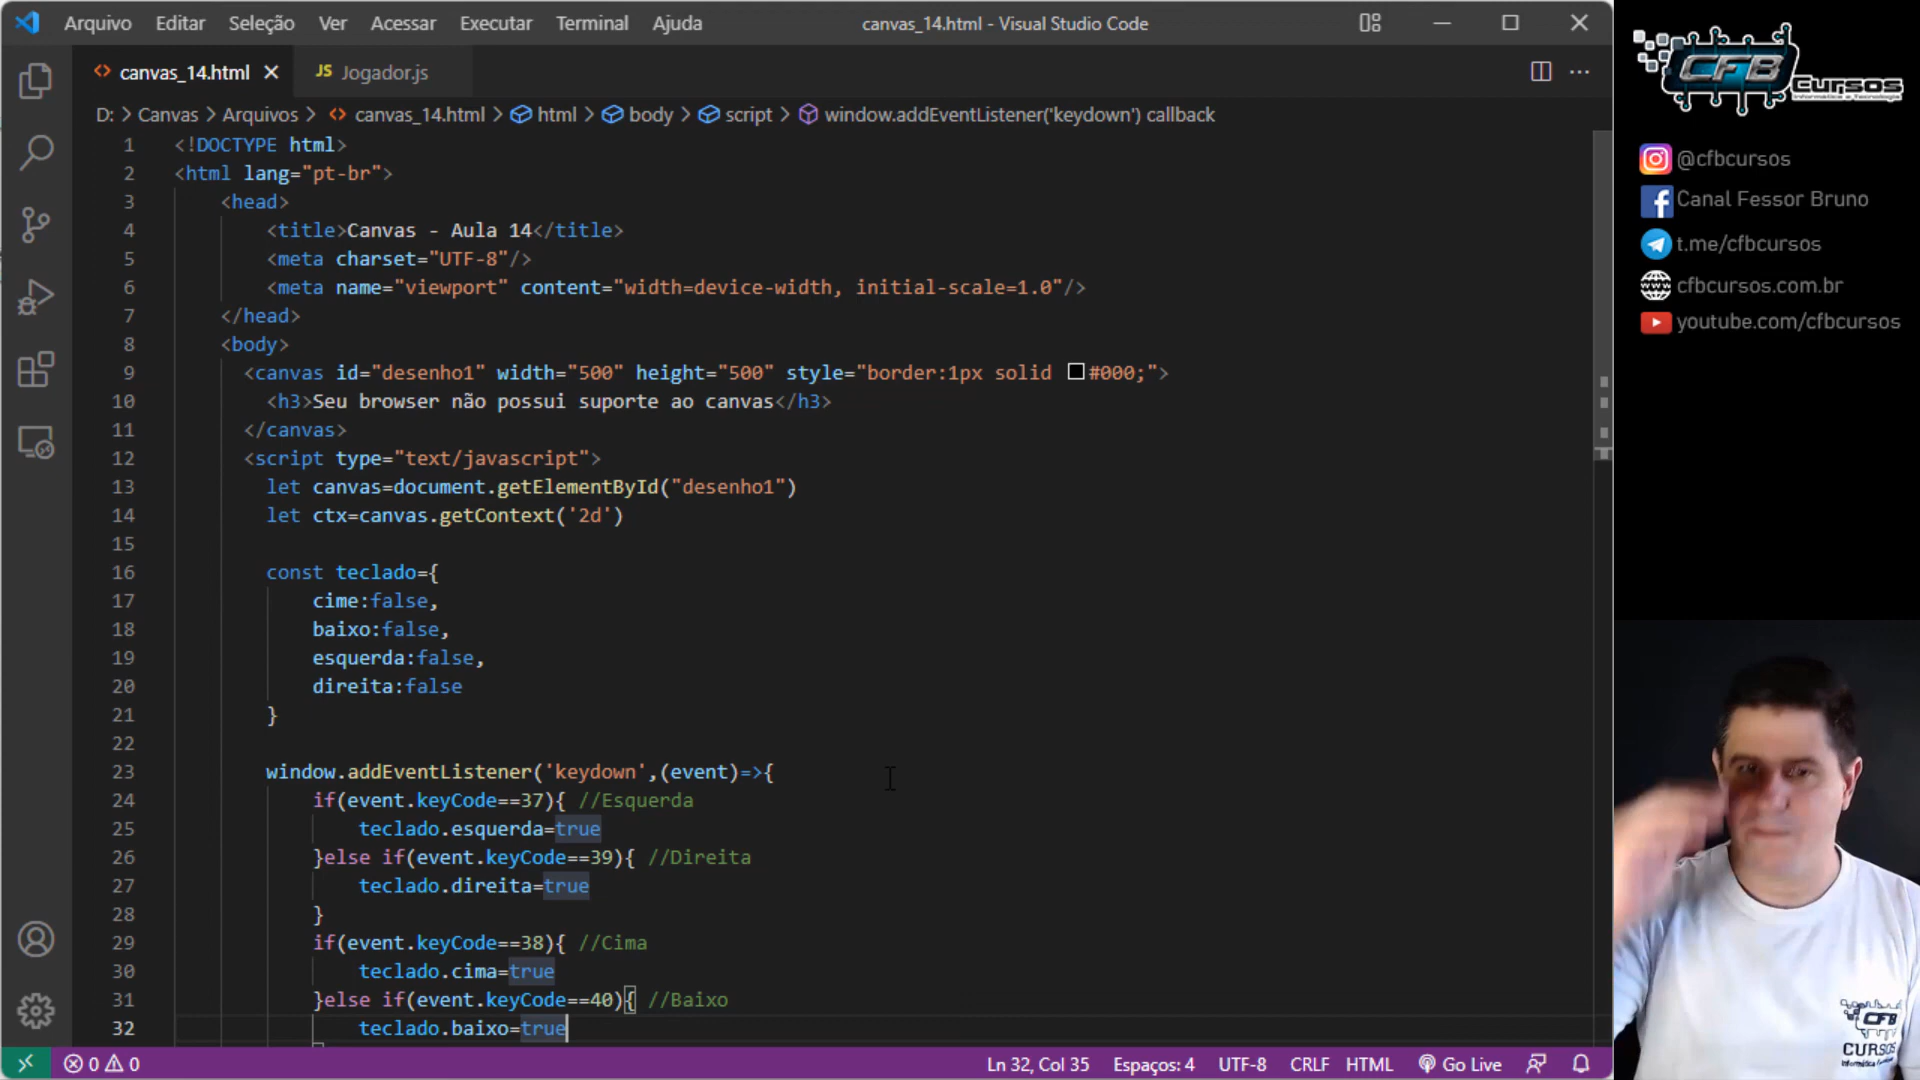 Arquivo Editar Seleção Ver Acessar Executar Terminal Ajuda canvas_14.html - Visual Studio Code
canvas_14.html JS Jogador.js
D: > Canvas > Arquivos > canvas_14.html > html > body > script > window.addEventListener('keydown') callback
1 <!DOCTYPE html>
2 <html lang="pt-br">
3 <head>
4 <title>Canvas - Aula 14</title>
5 <meta charset="UTF-8"/>
6 <meta name="viewport" content="width=device-width, initial-scale=1.0"/>
7 </head>
8 <body>
9 <canvas id="desenho1" width="500" height="500" style="border:1px solid #000;">
10 <h3>Seu browser não possui suporte ao canvas</h3>
11 </canvas>
12 <script type="text/javascript">
13 let canvas=document.getElementById("desenho1")
14 let ctx=canvas.getContext('2d')
15
16 const teclado={
17 cime:false,
18 baixo:false,
19 esquerda:false,
20 direita:false
21 }
22
23 window.addEventListener('keydown',(event)=>{
24 if(event.keyCode==37){ //Esquerda
25 teclado.esquerda=true
26 }else if(event.keyCode==39){ //Direita
27 teclado.direita=true
28 }
29 if(event.keyCode==38){ //Cima
30 teclado.cima=true
31 }else if(event.keyCode==40){ //Baixo
32 teclado.baixo=true
0 0 Ln 32, Col 35 Espaços: 4 UTF-8 CRLF HTML Go Live
CFB Cursos
Informática e Tecnologia
@cfbcursos
Canal Fessor Bruno
t.me/cfbcursos
cfbcursos.com.br
youtube.com/cfbcursos
CFB
CURSOS